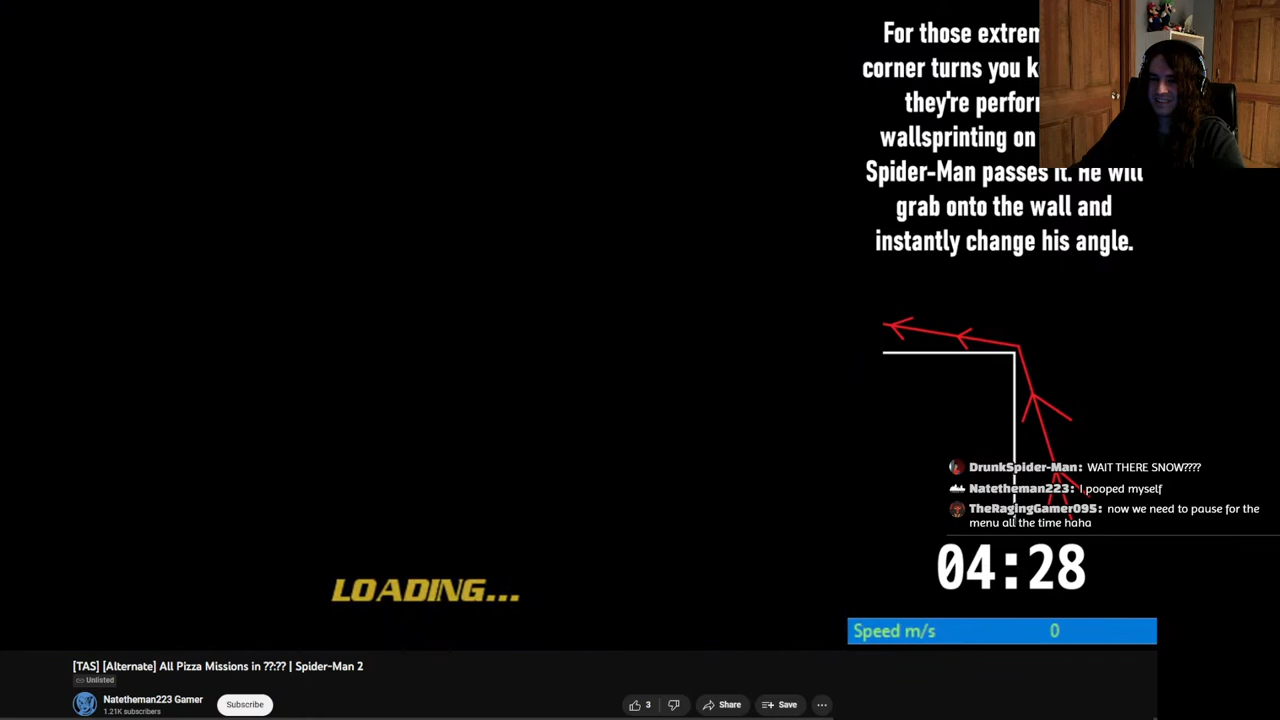 For those extrem
corner turns you k
they're perfor
wallsprinting on
Spider-Man passes it. He will
grab onto the wall and
instantly change his angle.
DrunkSpider-Man: WAIT THERE SNOW????
Natetheman223: I pooped myself
TheRagingGamer095: now we need to pause for the
menu all the time haha
04:28
LOADING...
Speed m/s 0
[TAS] [Alternate] All Pizza Missions in ??:?? | Spider-Man 2
Unlisted
Natetheman223 Gamer
1.21K subscribers
Subscribe
3
Share
Save